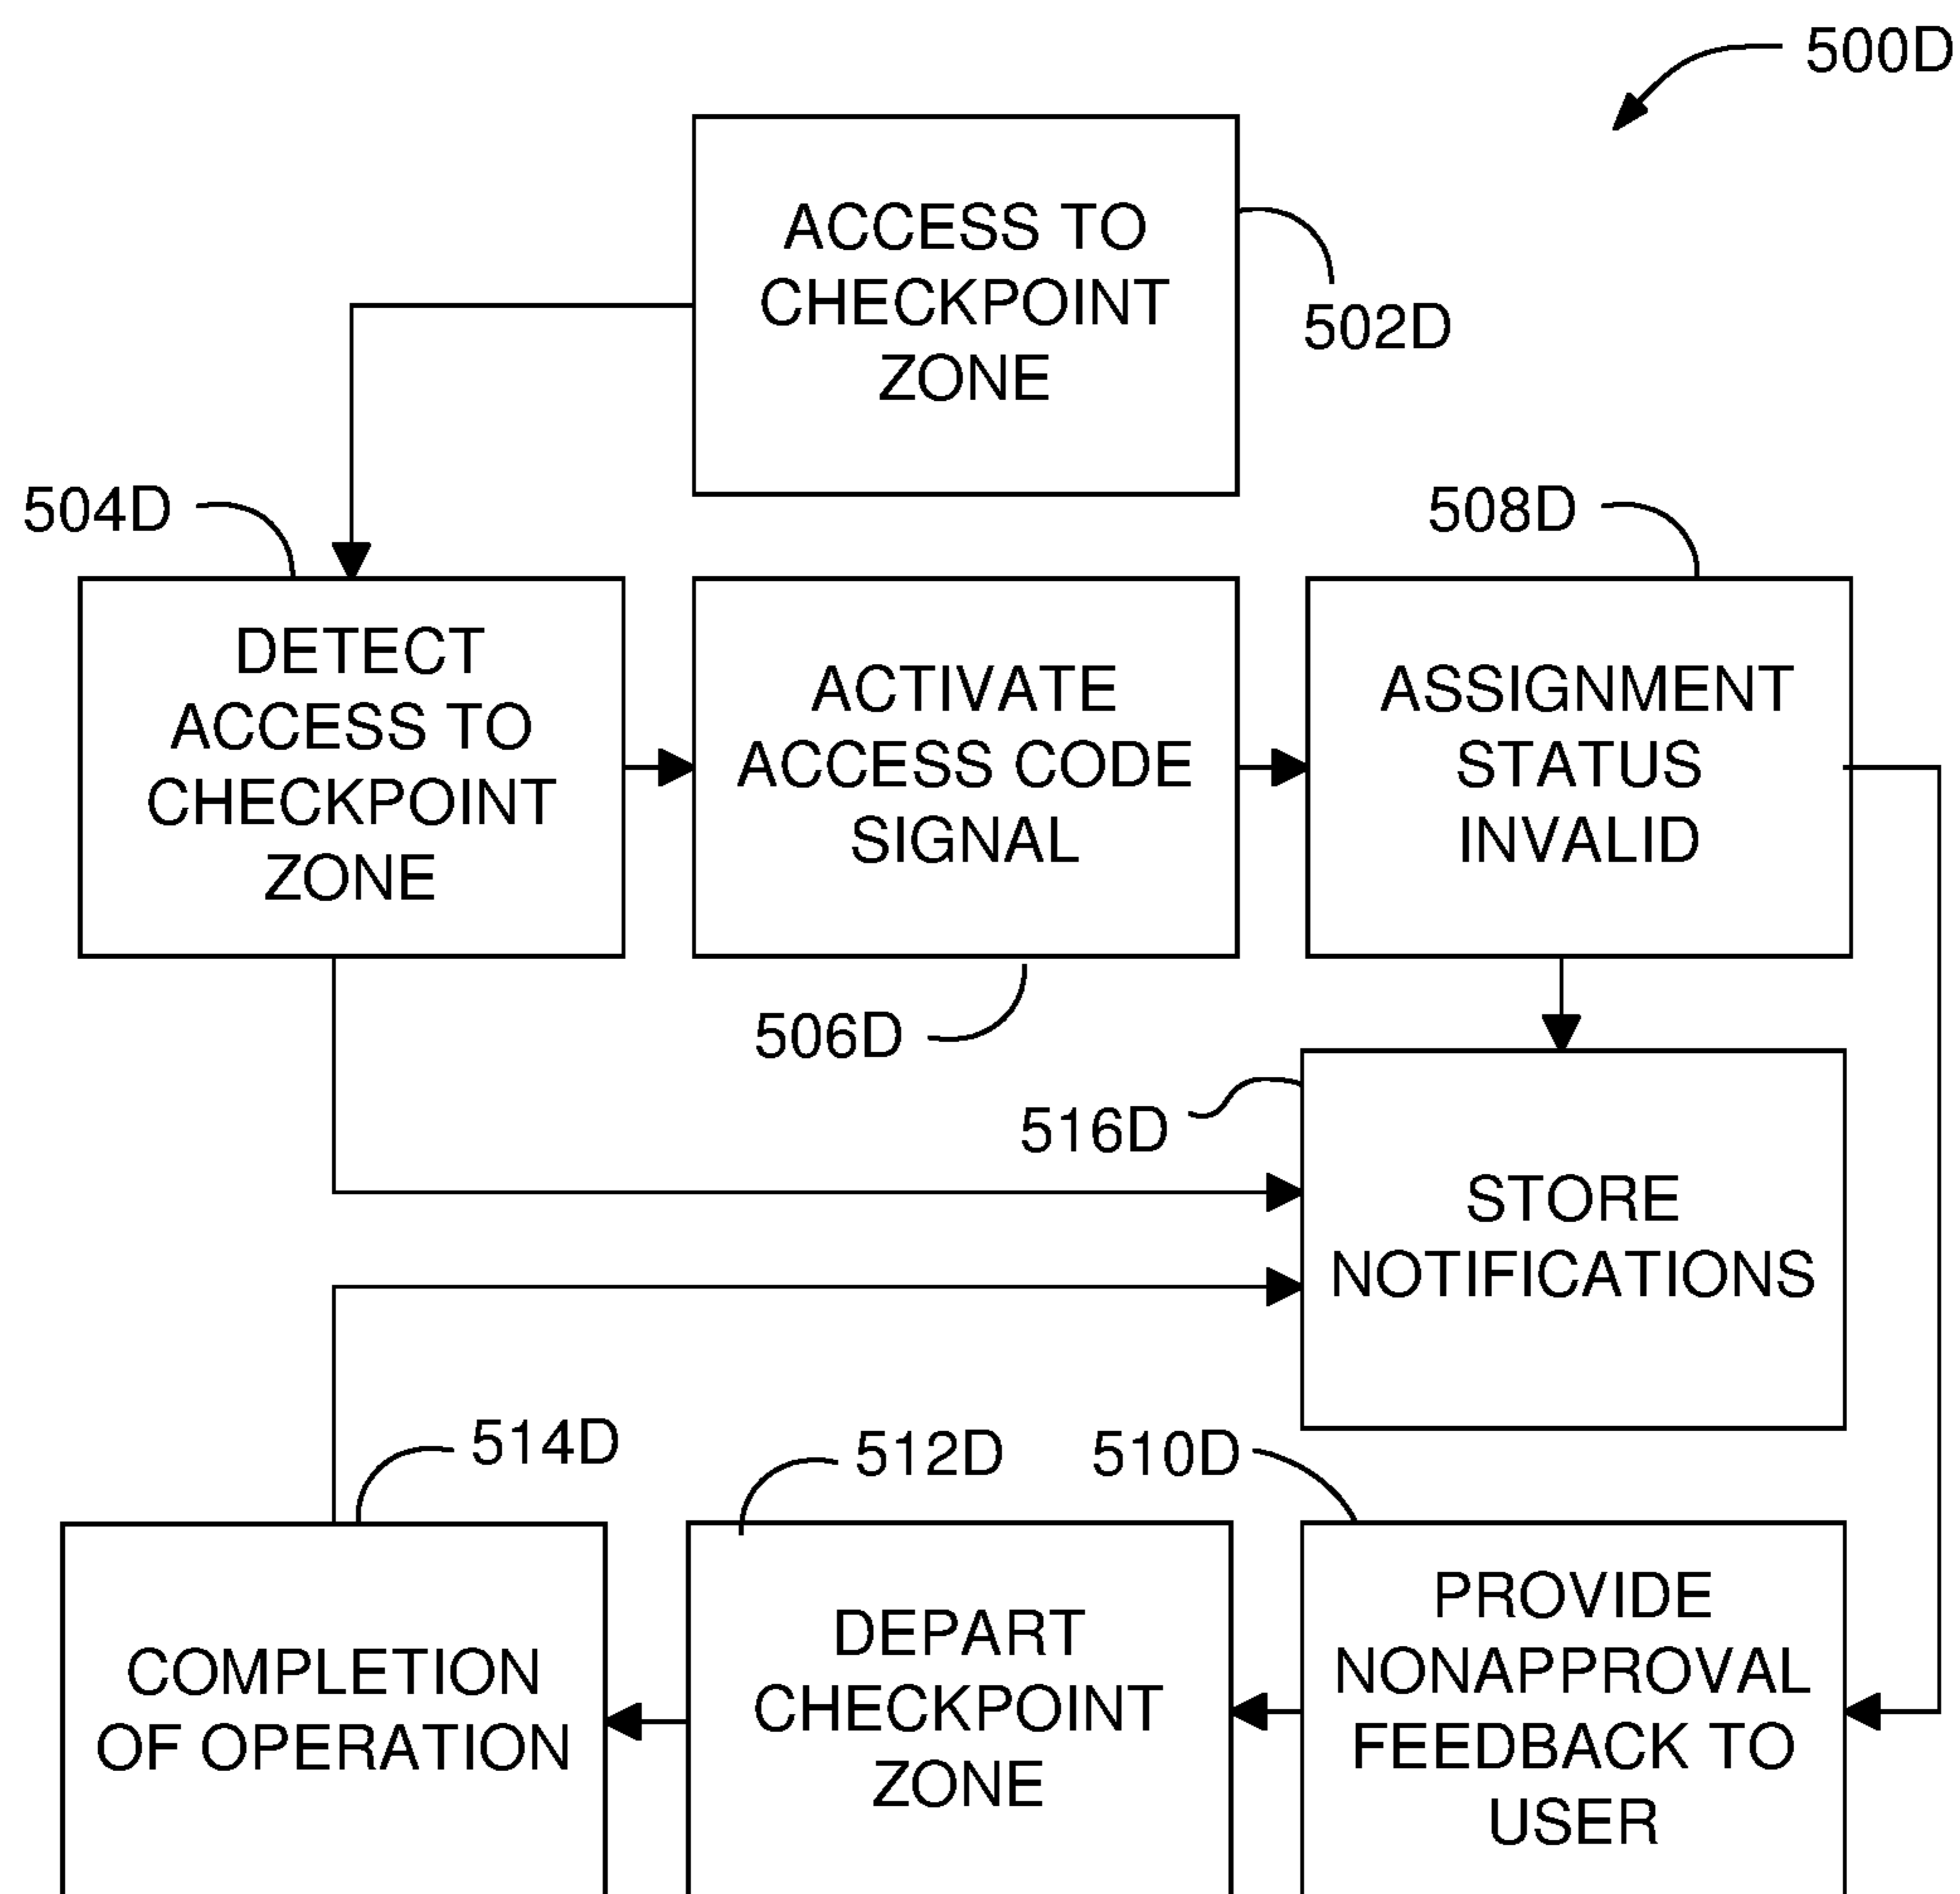 500D
ACCESS TO
CHECKPOINT
ZONE
502D
504D
508D
DETECT
ACCESS TO
CHECKPOINT
ZONE
ACTIVATE
ACCESS CODE
SIGNAL
ASSIGNMENT
STATUS
INVALID
506D
516D
STORE
NOTIFICATIONS
514D
512D
510D
COMPLETION
OF OPERATION
DEPART
CHECKPOINT
ZONE
PROVIDE
NONAPPROVAL
FEEDBACK TO
USER